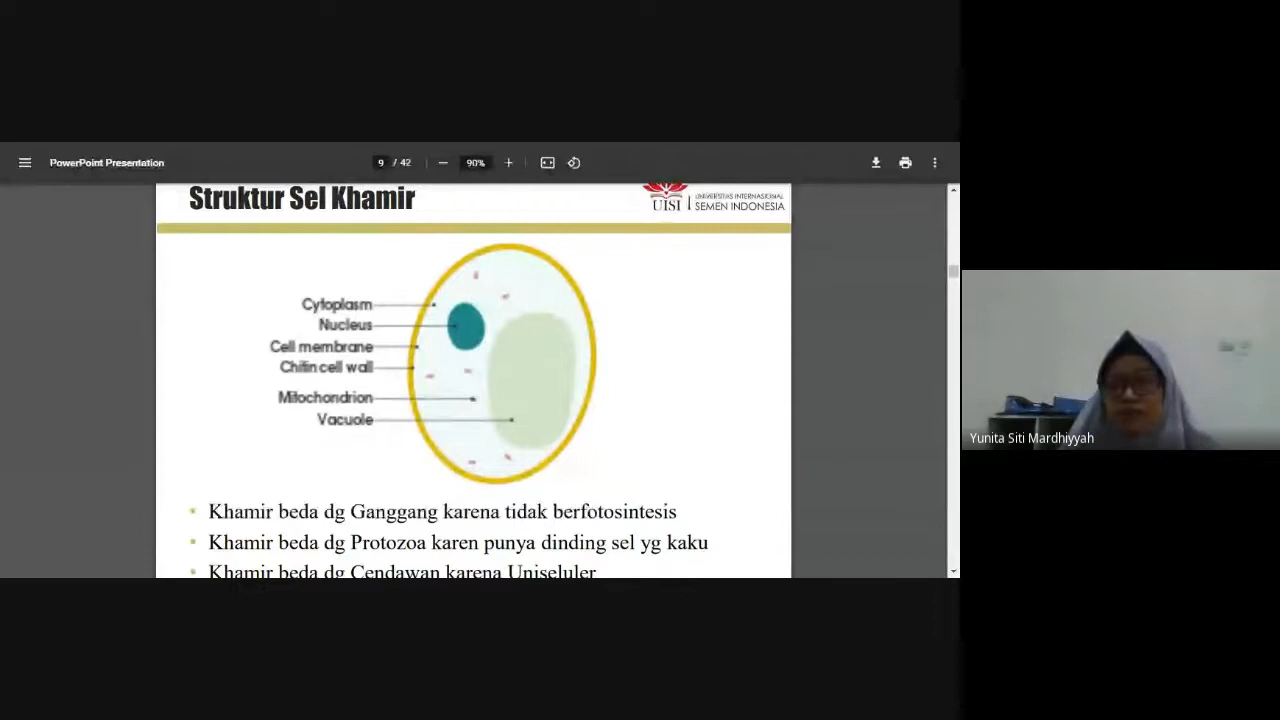 PowerPoint Presentation
9 / 42
90%
Struktur Sel Khamir
UISI
UNIVERSITAS INTERNASIONAL
SEMEN INDONESIA
Cytoplasm
Nucleus
Cell membrane
Chitin cell wall
Mitochondrion
Vacuole
Khamir beda dg Ganggang karena tidak berfotosintesis
Khamir beda dg Protozoa karen punya dinding sel yg kaku
Khamir beda dg Cendawan karena Uniseluler
Yunita Siti Mardhiyyah